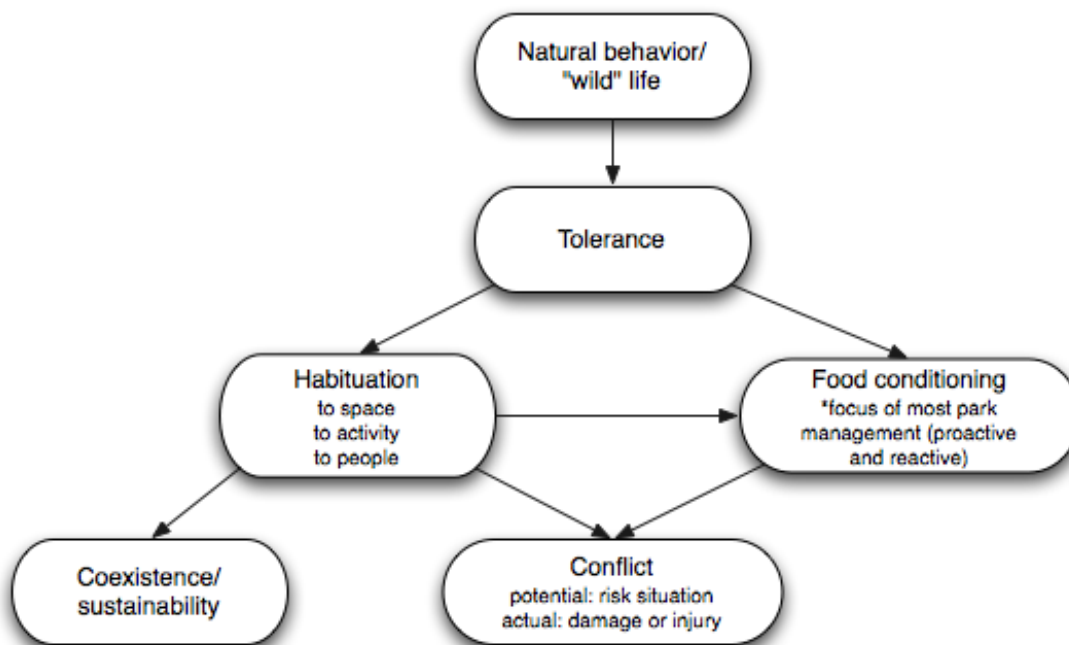 Natural behavior/
"wild" life
Tolerance
Habituation
to space
to activity
to people
Food conditioning
*focus of most park
management (proactive
and reactive)
Coexistence/
sustainability
Conflict
potential: risk situation
actual: damage or injury